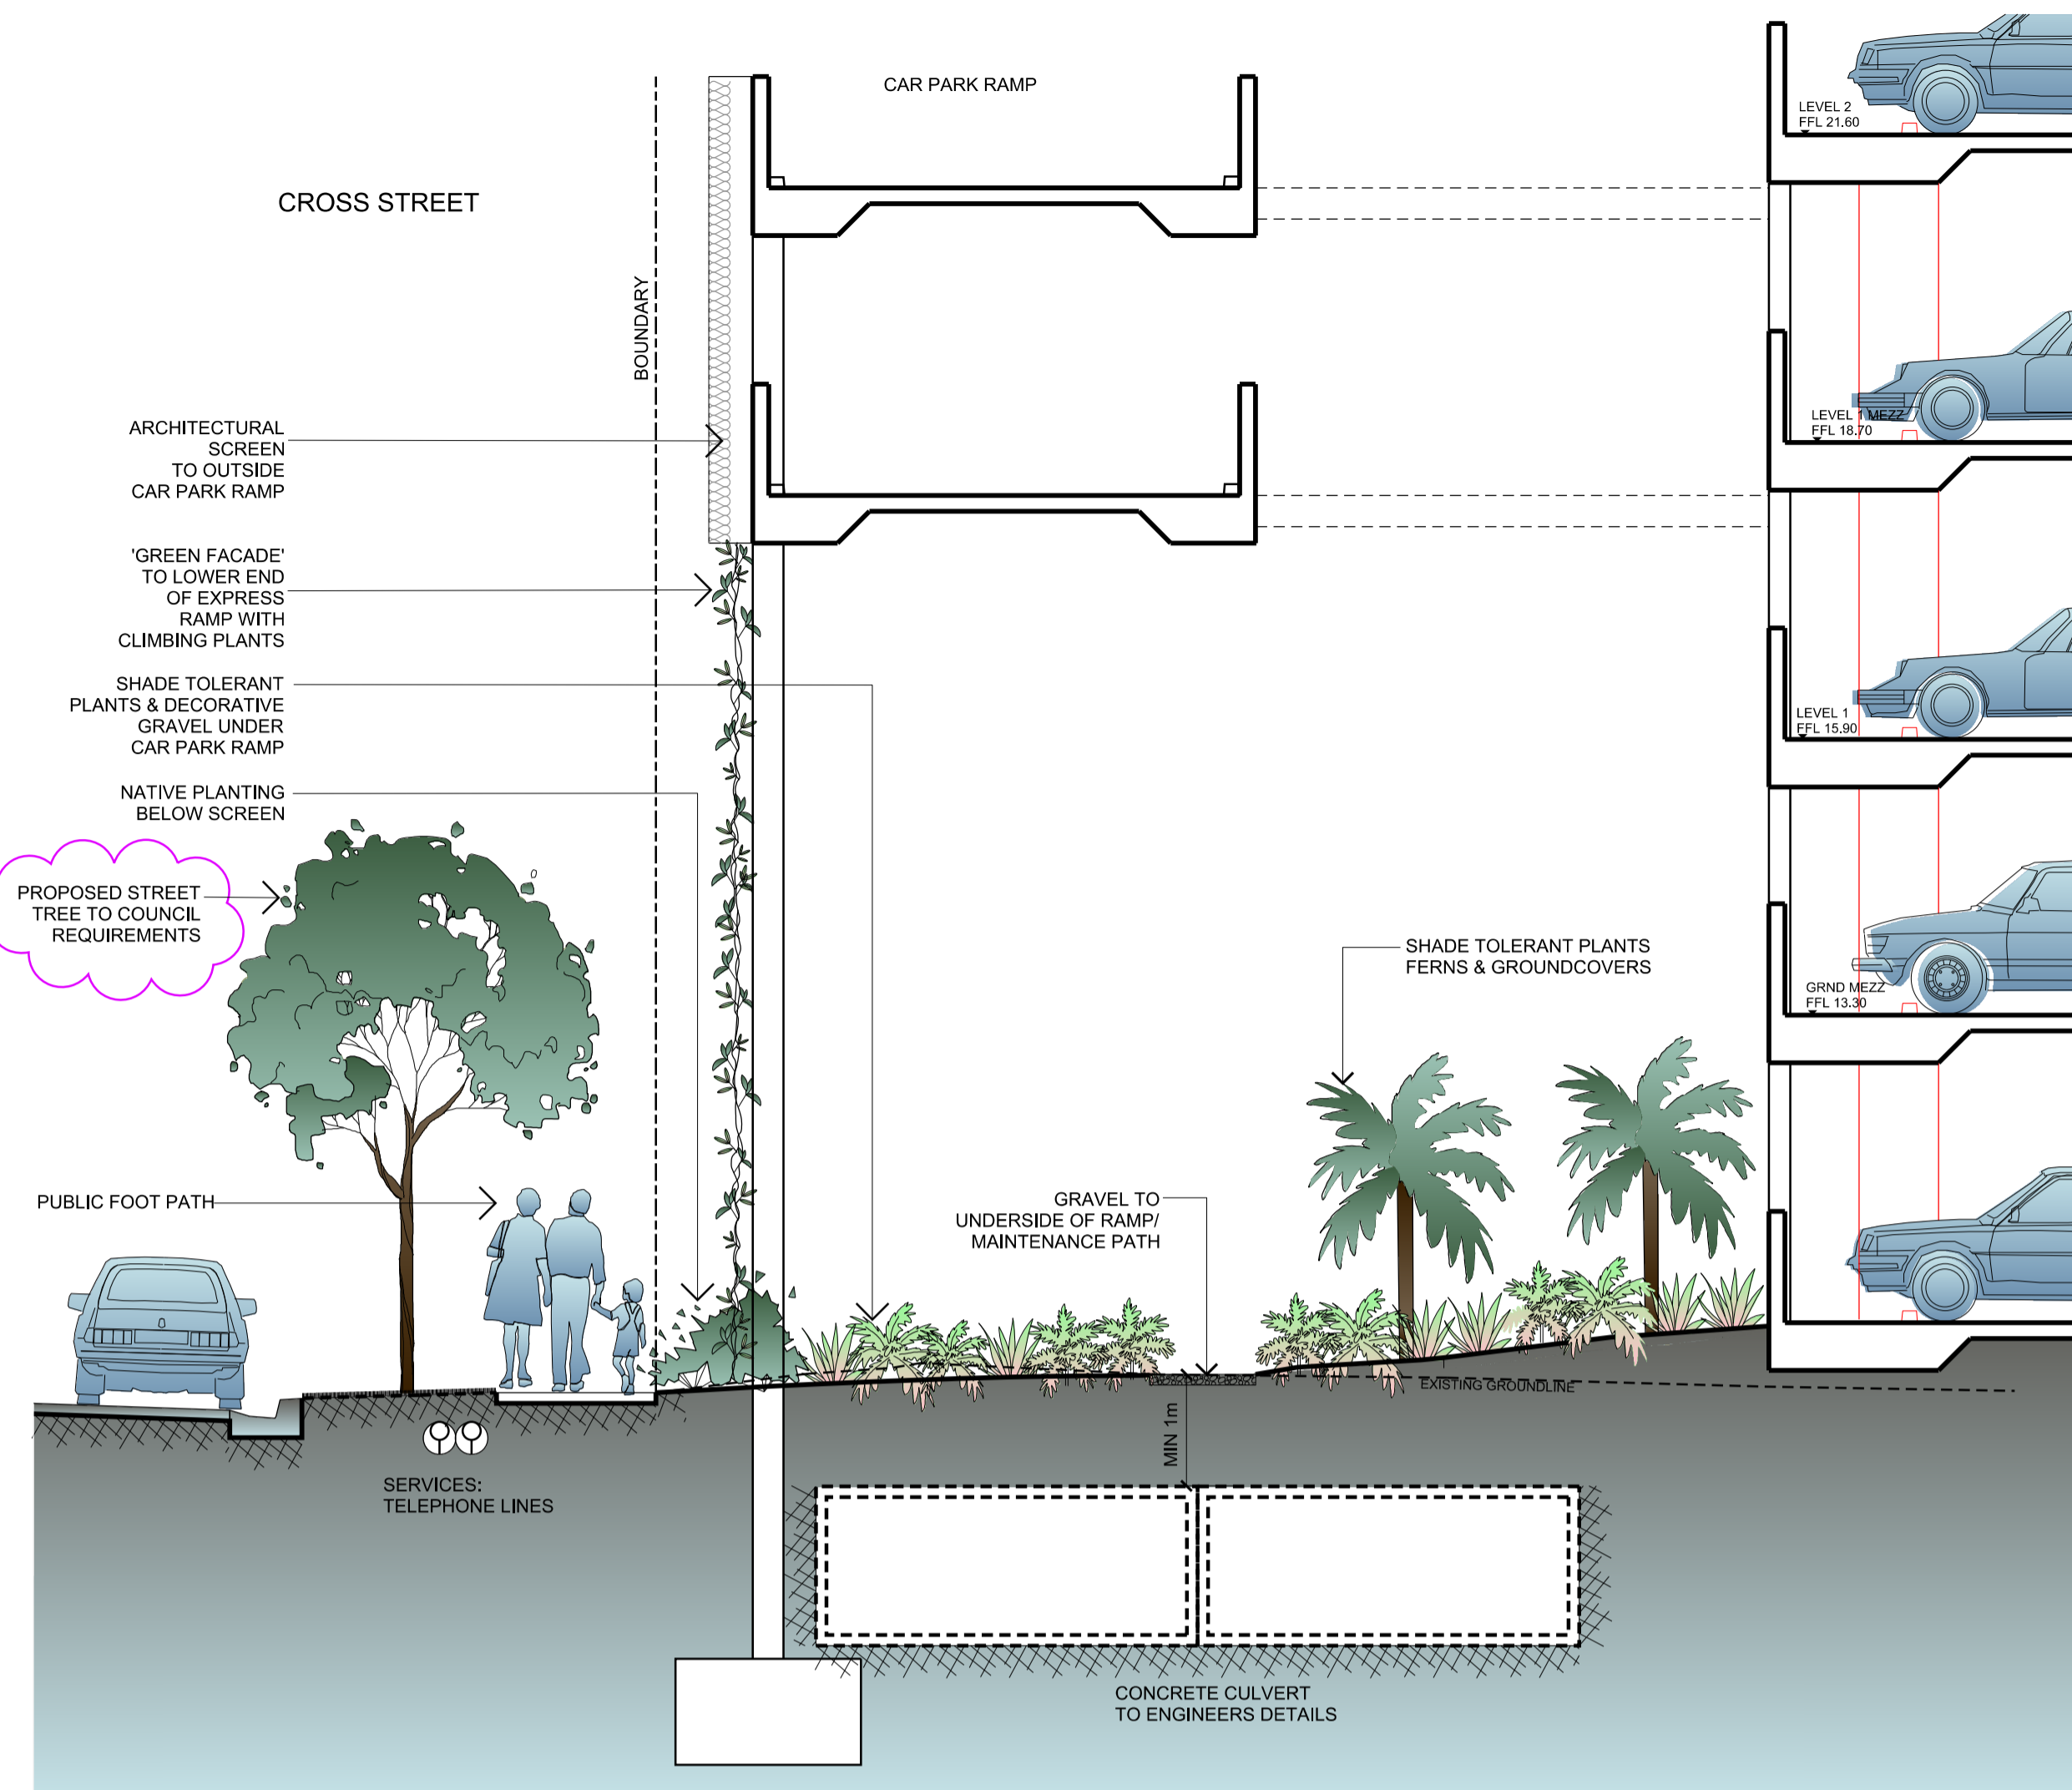 CAR PARK RAMP
LEVEL 2
FFL 21.60
CROSS STREET
BOUNDARY
ARCHITECTURAL
SCREEN
TO OUTSIDE
CAR PARK RAMP
LEVEL 1 MEZZ
FFL 18.70
'GREEN FACADE'
TO LOWER END
OF EXPRESS
RAMP WITH
CLIMBING PLANTS
SHADE TOLERANT
PLANTS & DECORATIVE
GRAVEL UNDER
CAR PARK RAMP
LEVEL 1
FFL 15.90
NATIVE PLANTING
BELOW SCREEN
PROPOSED STREET
TREE TO COUNCIL
REQUIREMENTS
SHADE TOLERANT PLANTS
FERNS & GROUNDCOVERS
GRND MEZZ
FFL 13.30
PUBLIC FOOT PATH
GRAVEL TO
UNDERSIDE OF RAMP/
MAINTENANCE PATH
EXISTING GROUNDLINE
MIN 1m
SERVICES:
TELEPHONE LINES
CONCRETE CULVERT
TO ENGINEERS DETAILS